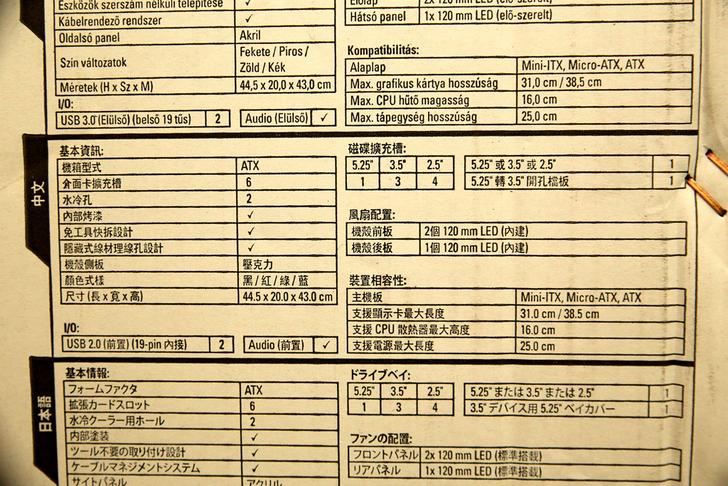 Eszközök szerszám nélküli telepítése ✓
Kábelrendező rendszer ✓
Oldalsó panel Akril
Szín változatok Fekete / Piros /
Zöld / Kék
Méretek (H x Sz x M) 44,5 x 20,0 x 43,0 cm
I/O:
USB 3.0 (Elülső) (belső 19 tűs) 2 Audio (Elülső) ✓
Előlap 2x 120 mm LED (elő-szerelt)
Hátsó panel 1x 120 mm LED (elő-szerelt)
Kompatibilitás:
Alaplap Mini-ITX, Micro-ATX, ATX
Max. grafikus kártya hosszúság 31,0 cm / 38,5 cm
Max. CPU hűtő magasság 16,0 cm
Max. tápegység hosszúság 25,0 cm
中文
基本資訊:
機箱型式 ATX
介面卡擴充槽 6
水冷孔 2
內部烤漆 ✓
免工具快拆設計 ✓
隱藏式線材理線孔設計 ✓
機殼側板 壓克力
顏色式樣 黑 / 紅 / 綠 / 藍
尺寸 (長 x 寬 x 高) 44.5 x 20.0 x 43.0 cm
I/O:
USB 2.0 (前置) (19-pin 內接) 2 Audio (前置) ✓
磁碟擴充槽:
5.25" 3.5" 2.5"
1 3 4
5.25" 或 3.5" 或 2.5" 1
5.25" 轉 3.5" 開孔檔板 1
風扇配置:
機殼前板 2個 120 mm LED (內建)
機殼後板 1個 120 mm LED (內建)
裝置相容性:
主機板 Mini-ITX, Micro-ATX, ATX
支援顯示卡最大長度 31.0 cm / 38.5 cm
支援 CPU 散熱器最大高度 16.0 cm
支援電源最大長度 25.0 cm
日本語
基本情報:
フォームファクタ ATX
拡張カードスロット 6
水冷クーラー用ホール 2
内部塗装 ✓
ツール不要の取り付け設計 ✓
ケーブルマネジメントシステム ✓
サイドパネル アクリル
ドライブベイ:
5.25" 3.5" 2.5"
1 3 4
5.25" または 3.5" または 2.5" 1
3.5" デバイス用 5.25" ベイカバー 1
ファンの配置:
フロントパネル 2x 120 mm LED (標準搭載)
リアパネル 1x 120 mm LED (標準搭載)